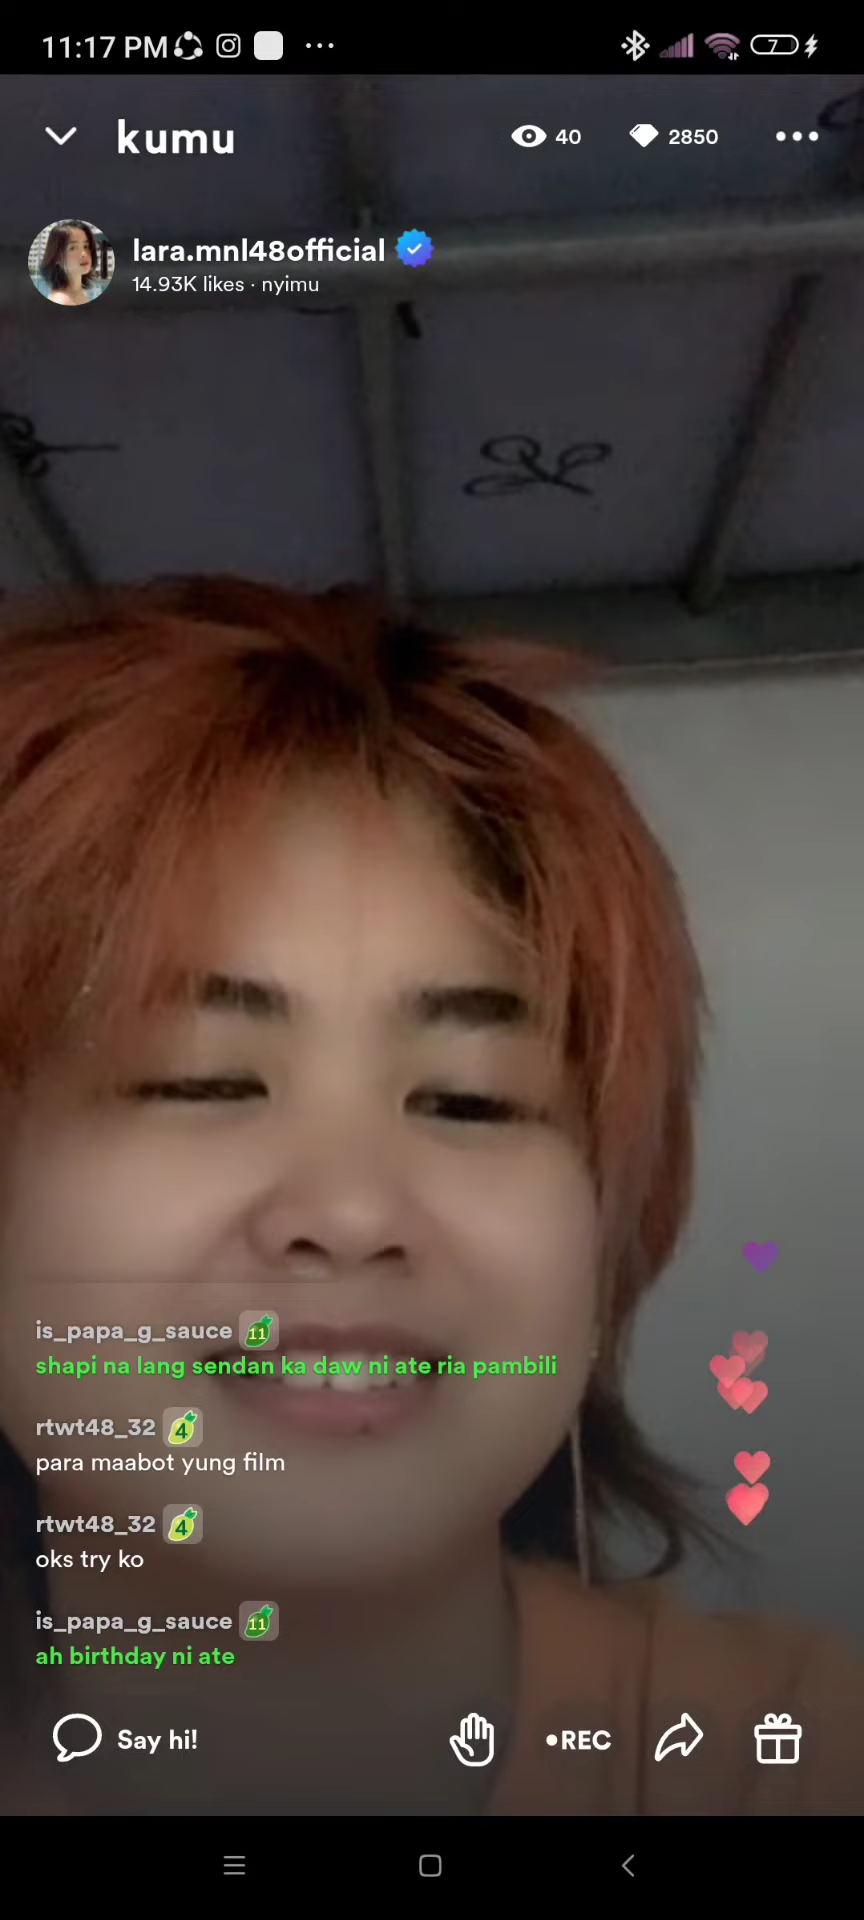 11:17 PM
7
kumu
40
2850
lara.mnl48official
14.93K likes · nyimu
is_papa_g_sauce 11
shapi na lang sendan ka daw ni ate ria pambili
rtwt48_32 4
para maabot yung film
rtwt48_32 4
oks try ko
is_papa_g_sauce 11
ah birthday ni ate
Say hi!
•REC